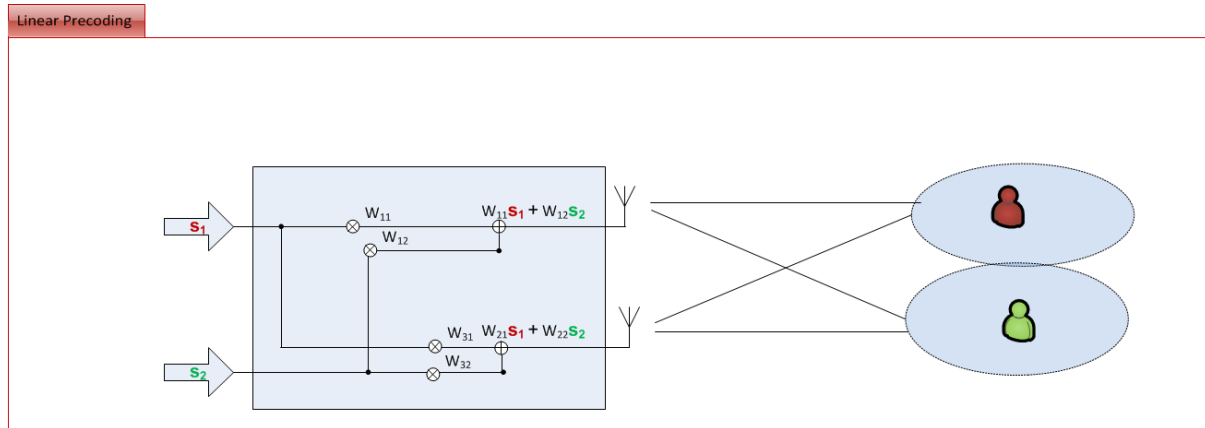 Linear Precoding
W₁₁
W₁₁s₁ + W₁₂s₂
s₁
W₁₂
W₃₁
W₂₁s₁ + W₂₂s₂
s₂
W₃₂